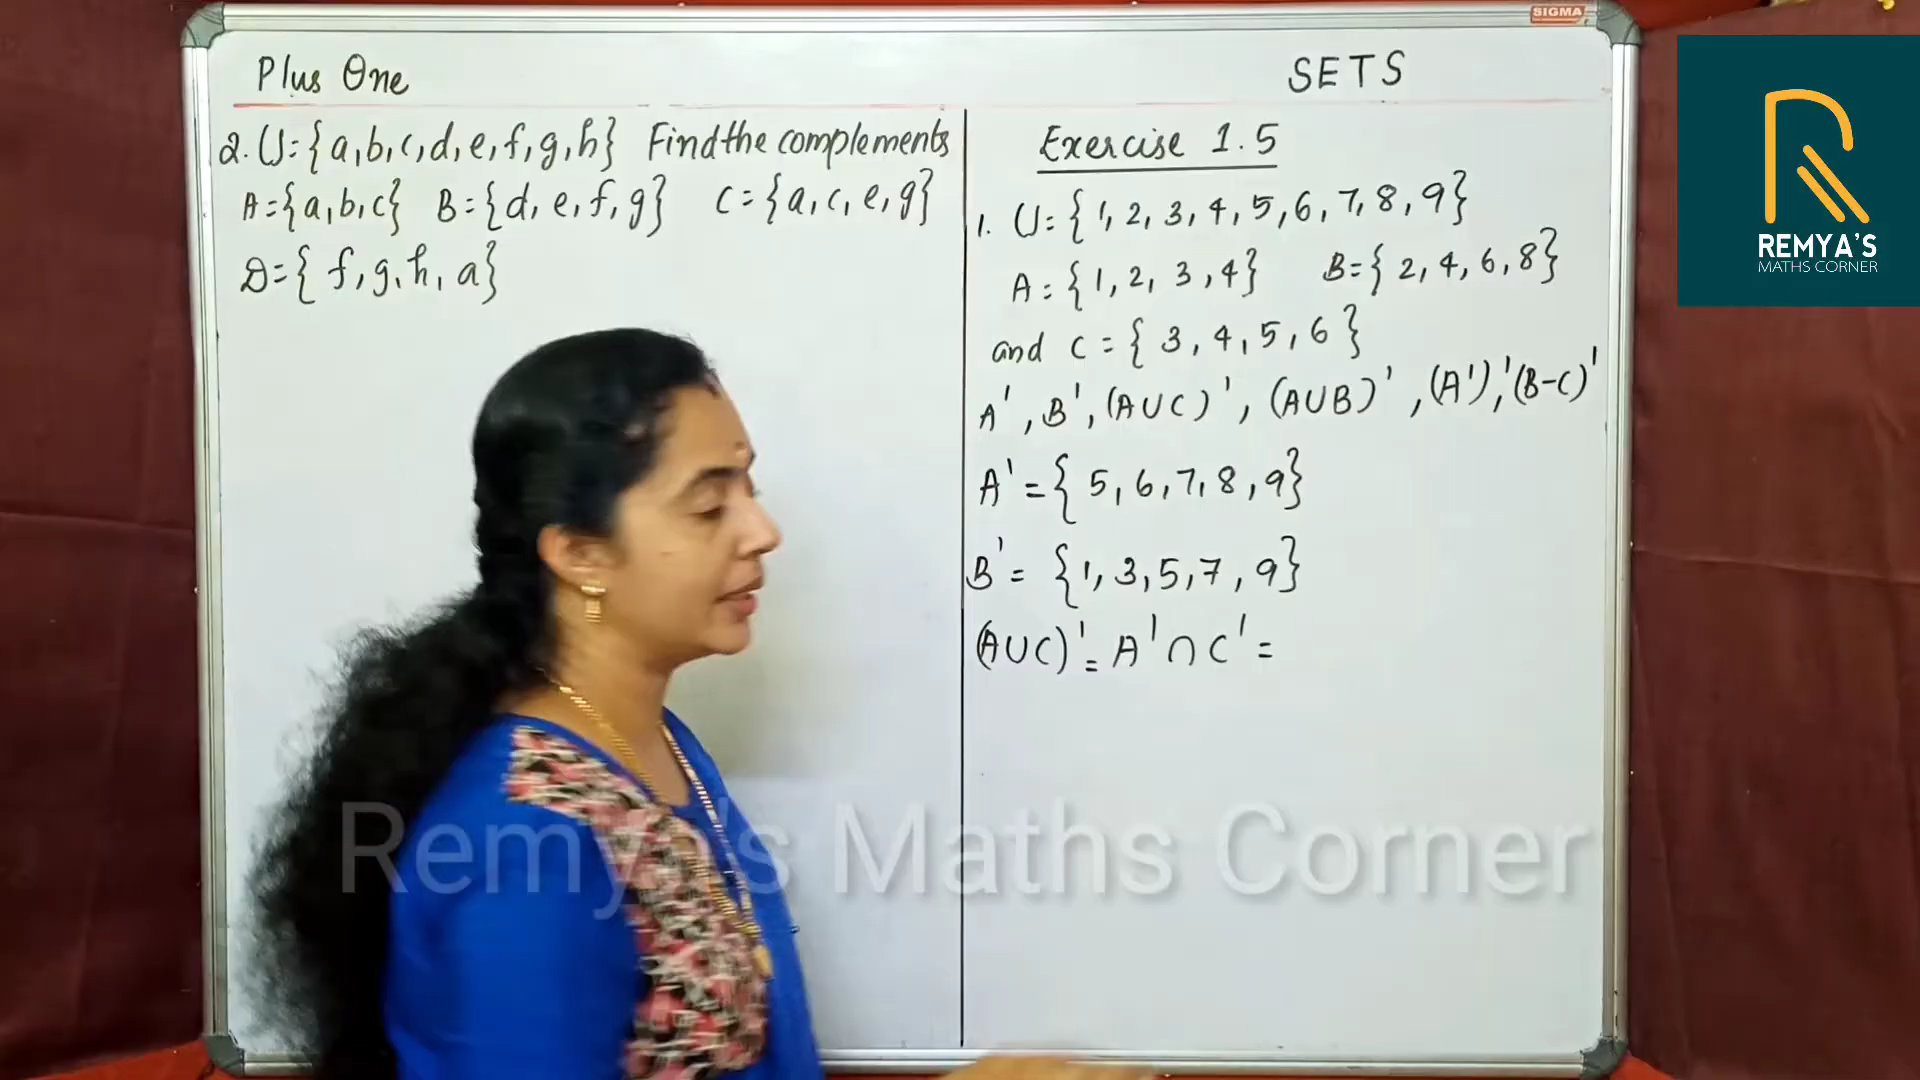 SIGMA
Plus One
SETS
2. U={a,b,c,d,e,f,g,h} Find the complements
A={a,b,c} B={d,e,f,g} C={a,c,e,g}
D={f,g,h,a}
Exercise 1.5
1. U={1,2,3,4,5,6,7,8,9}
A={1,2,3,4} B={2,4,6,8}
and C={3,4,5,6}
A', B', (A∪C)', (A∪B)', (A')', (B-C)'
A'={5,6,7,8,9}
B'={1,3,5,7,9}
(A∪C)'=A'∩C'=
REMYA'S
MATHS CORNER
Remya's Maths Corner